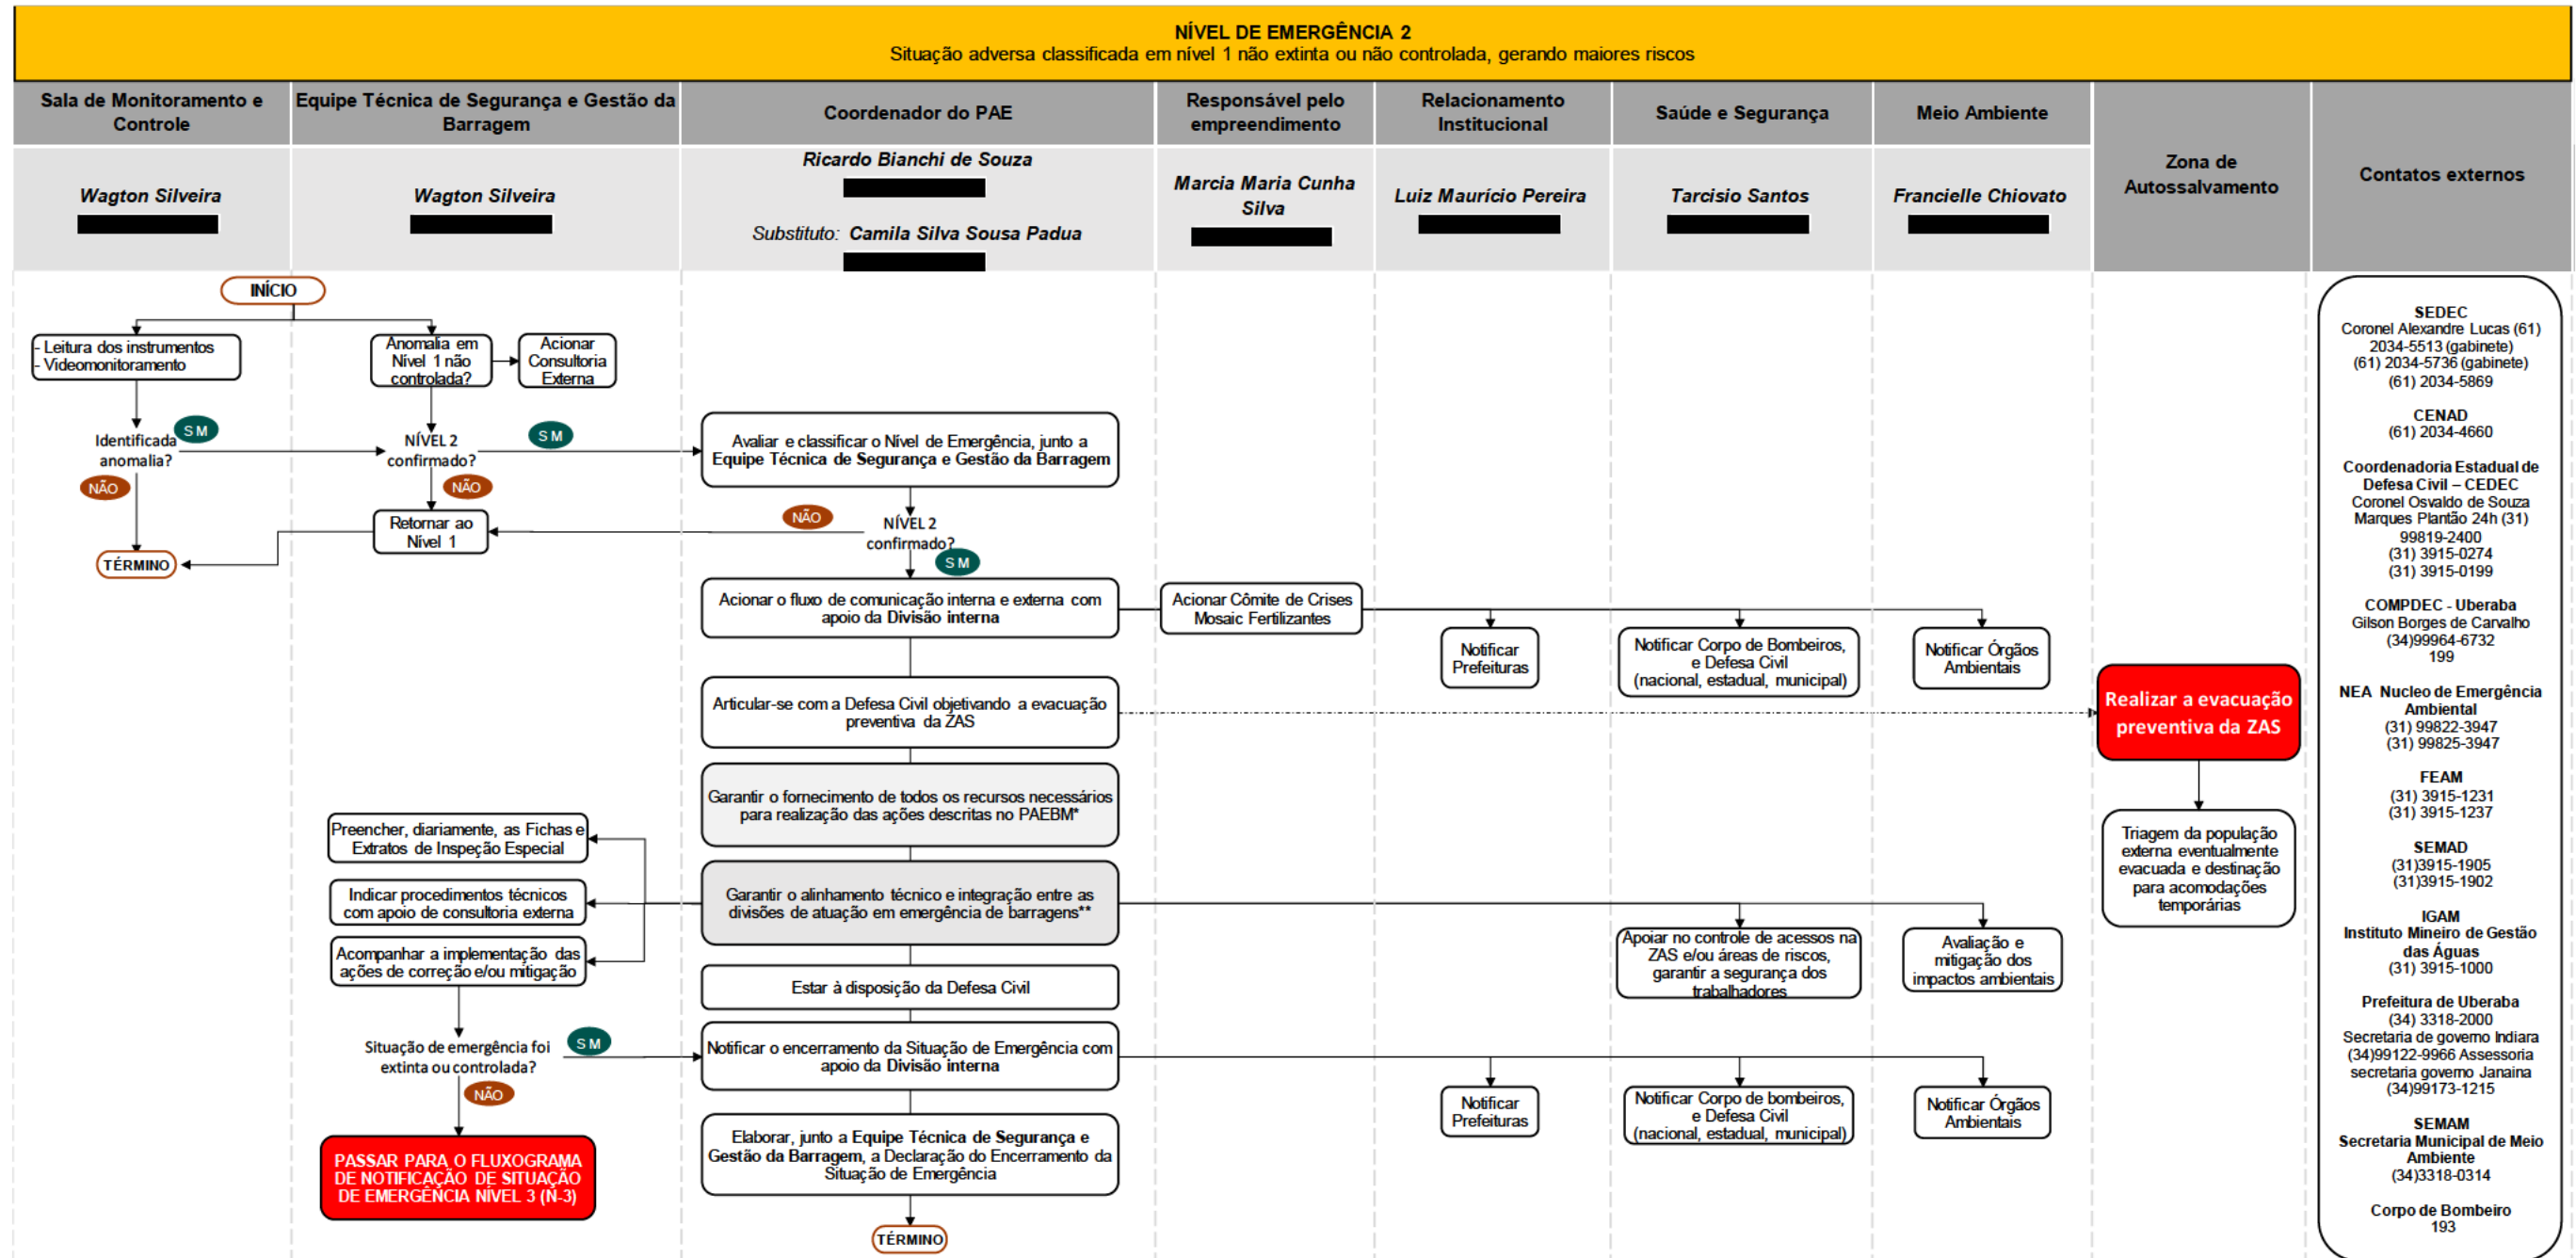 NÍVEL DE EMERGÊNCIA 2
Situação adversa classificada em nível 1 não extinta ou não controlada, gerando maiores riscos
Sala de Monitoramento e
Controle
Equipe Técnica de Segurança e Gestão da
Barragem
Coordenador do PAE
Responsável pelo
empreendimento
Relacionamento
Institucional
Saúde e Segurança
Meio Ambiente
Zona de
Autossalvamento
Contatos externos
Wagton Silveira
Wagton Silveira
Ricardo Bianchi de Souza
Substituto: Camila Silva Sousa Padua
Marcia Maria Cunha
Silva
Luiz Maurício Pereira
Tarcisio Santos
Francielle Chiovato
INÍCIO
- Leitura dos instrumentos
- Videomonitoramento
Anomalia em
Nível 1 não
controlada?
Acionar
Consultoria
Externa
Identificada
anomalia?
S M
NÃO
NÍVEL 2
confirmado?
S M
NÃO
Avaliar e classificar o Nível de Emergência, junto a
Equipe Técnica de Segurança e Gestão da Barragem
Retornar ao
Nível 1
NÃO
NÍVEL 2
confirmado?
S M
TÉRMINO
Acionar o fluxo de comunicação interna e externa com
apoio da Divisão interna
Acionar Cômite de Crises
Mosaic Fertilizantes
Notificar
Prefeituras
Notificar Corpo de Bombeiros,
e Defesa Civil
(nacional, estadual, municipal)
Notificar Órgãos
Ambientais
Articular-se com a Defesa Civil objetivando a evacuação
preventiva da ZAS
Realizar a evacuação
preventiva da ZAS
Garantir o fornecimento de todos os recursos necessários
para realização das ações descritas no PAEBM*
Triagem da população
externa eventualmente
evacuada e destinação
para acomodações
temporárias
Preencher, diariamente, as Fichas e
Extratos de Inspeção Especial
Indicar procedimentos técnicos
com apoio de consultoria externa
Acompanhar a implementação das
ações de correção e/ou mitigação
Garantir o alinhamento técnico e integração entre as
divisões de atuação em emergência de barragens**
Apoiar no controle de acessos na
ZAS e/ou áreas de riscos,
garantir a segurança dos
trabalhadores
Avaliação e
mitigação dos
impactos ambientais
Estar à disposição da Defesa Civil
Situação de emergência foi
extinta ou controlada?
S M
NÃO
Notificar o encerramento da Situação de Emergência com
apoio da Divisão interna
Notificar
Prefeituras
Notificar Corpo de bombeiros,
e Defesa Civil
(nacional, estadual, municipal)
Notificar Órgãos
Ambientais
PASSAR PARA O FLUXOGRAMA
DE NOTIFICAÇÃO DE SITUAÇÃO
DE EMERGÊNCIA NÍVEL 3 (N-3)
Elaborar, junto a Equipe Técnica de Segurança e
Gestão da Barragem, a Declaração do Encerramento da
Situação de Emergência
TÉRMINO
SEDEC
Coronel Alexandre Lucas (61)
2034-5513 (gabinete)
(61) 2034-5736 (gabinete)
(61) 2034-5869
CENAD
(61) 2034-4660
Coordenadoria Estadual de
Defesa Civil – CEDEC
Coronel Osvaldo de Souza
Marques Plantão 24h (31)
99819-2400
(31) 3915-0274
(31) 3915-0199
COMPDEC - Uberaba
Gilson Borges de Carvalho
(34)99964-6732
199
NEA Nucleo de Emergência
Ambiental
(31) 99822-3947
(31) 99825-3947
FEAM
(31) 3915-1231
(31) 3915-1237
SEMAD
(31)3915-1905
(31)3915-1902
IGAM
Instituto Mineiro de Gestão
das Águas
(31) 3915-1000
Prefeitura de Uberaba
(34) 3318-2000
Secretaria de governo Indiara
(34)99122-9966 Assessoria
secretaria governo Janaina
(34)99173-1215
SEMAM
Secretaria Municipal de Meio
Ambiente
(34)3318-0314
Corpo de Bombeiro
193